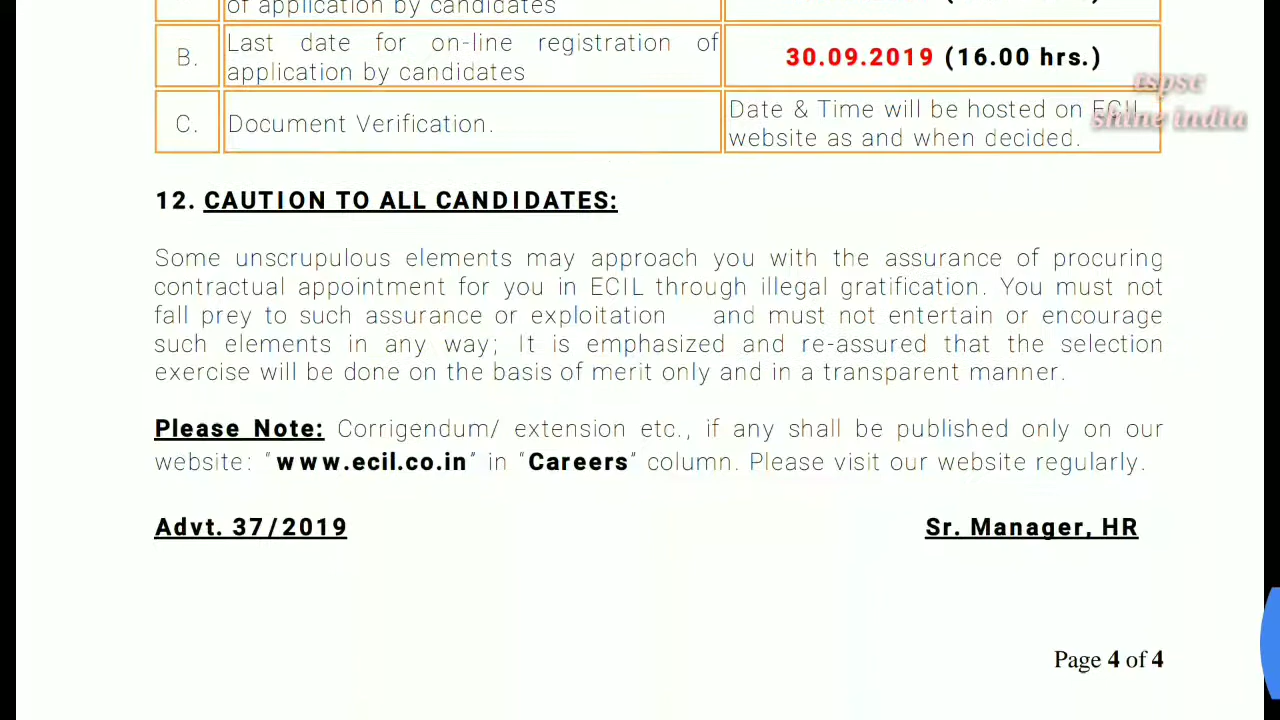 of application by candidates
B.
Last date for on-line registration of
application by candidates
30.09.2019 (16.00 hrs.)
C.
Document Verification.
Date & Time will be hosted on ECIL
website as and when decided.
tspsc
shine india
12. CAUTION TO ALL CANDIDATES:
Some unscrupulous elements may approach you with the assurance of procuring
contractual appointment for you in ECIL through illegal gratification. You must not
fall prey to such assurance or exploitation and must not entertain or encourage
such elements in any way; It is emphasized and re-assured that the selection
exercise will be done on the basis of merit only and in a transparent manner.
Please Note: Corrigendum/ extension etc., if any shall be published only on our
website: "www.ecil.co.in" in "Careers" column. Please visit our website regularly.
Advt. 37/2019
Sr. Manager, HR
Page 4 of 4